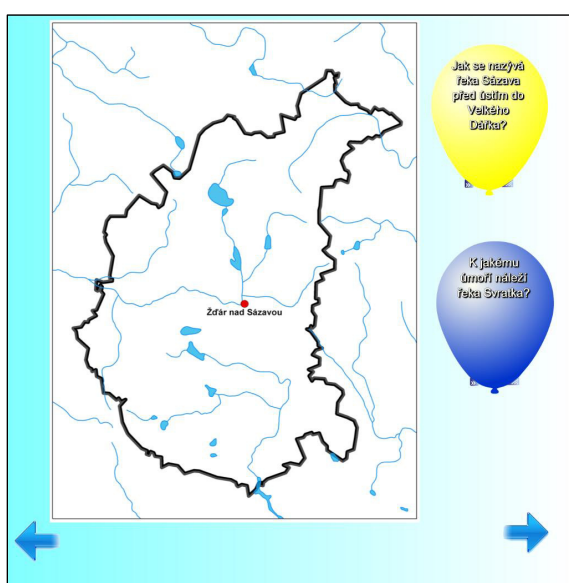 Jak se nazývá
řeka Sázava
před ústím do
Velkého
Dářka?
K jakému
úmoří náleží
řeka Svratka?
Žďár nad Sázavou